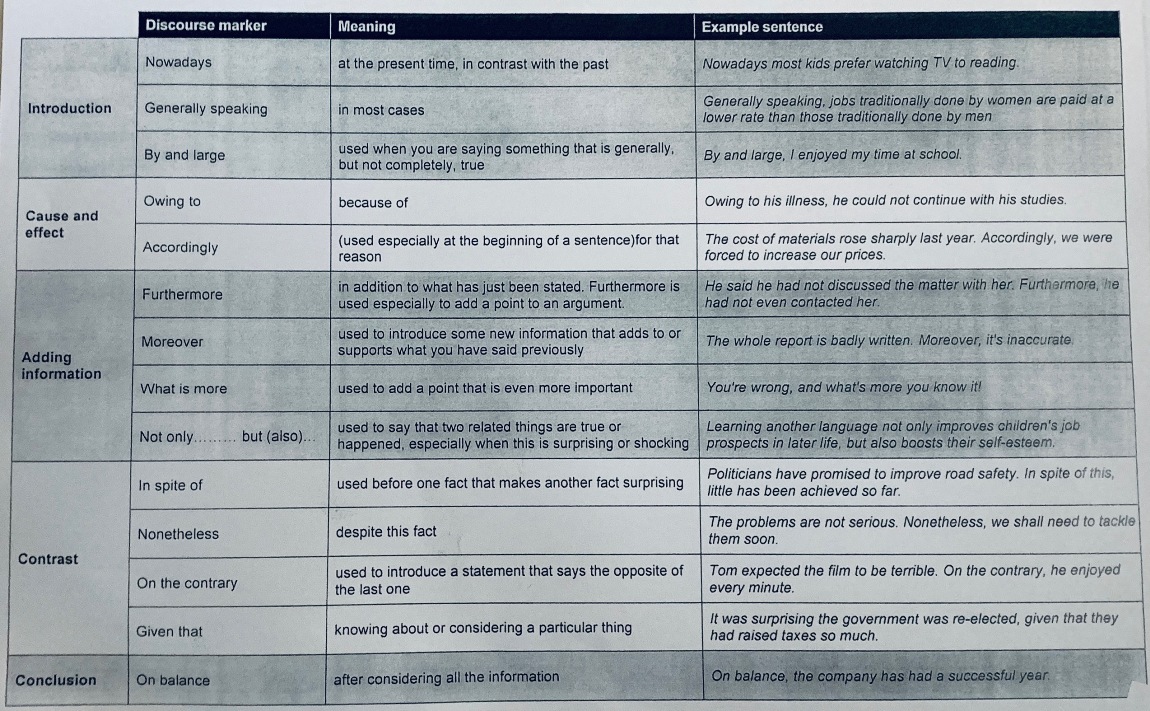 Discourse marker
Meaning
Example sentence
Introduction
Nowadays
at the present time, in contrast with the past
Nowadays most kids prefer watching TV to reading.
Generally speaking
in most cases
Generally speaking, jobs traditionally done by women are paid at a
lower rate than those traditionally done by men
By and large
used when you are saying something that is generally,
but not completely, true
By and large, I enjoyed my time at school.
Cause and
effect
Owing to
because of
Owing to his illness, he could not continue with his studies.
Accordingly
(used especially at the beginning of a sentence)for that
reason
The cost of materials rose sharply last year. Accordingly, we were
forced to increase our prices.
Adding
information
Furthermore
in addition to what has just been stated. Furthermore is
used especially to add a point to an argument.
He said he had not discussed the matter with her. Furthermore, he
had not even contacted her.
Moreover
used to introduce some new information that adds to or
supports what you have said previously
The whole report is badly written. Moreover, it's inaccurate.
What is more
used to add a point that is even more important
You're wrong, and what's more you know it!
Not only……… but (also)…
used to say that two related things are true or
happened, especially when this is surprising or shocking
Learning another language not only improves children's job
prospects in later life, but also boosts their self-esteem.
Contrast
In spite of
used before one fact that makes another fact surprising
Politicians have promised to improve road safety. In spite of this,
little has been achieved so far.
Nonetheless
despite this fact
The problems are not serious. Nonetheless, we shall need to tackle
them soon.
On the contrary
used to introduce a statement that says the opposite of
the last one
Tom expected the film to be terrible. On the contrary, he enjoyed
every minute.
Given that
knowing about or considering a particular thing
It was surprising the government was re-elected, given that they
had raised taxes so much.
Conclusion
On balance
after considering all the information
On balance, the company has had a successful year.